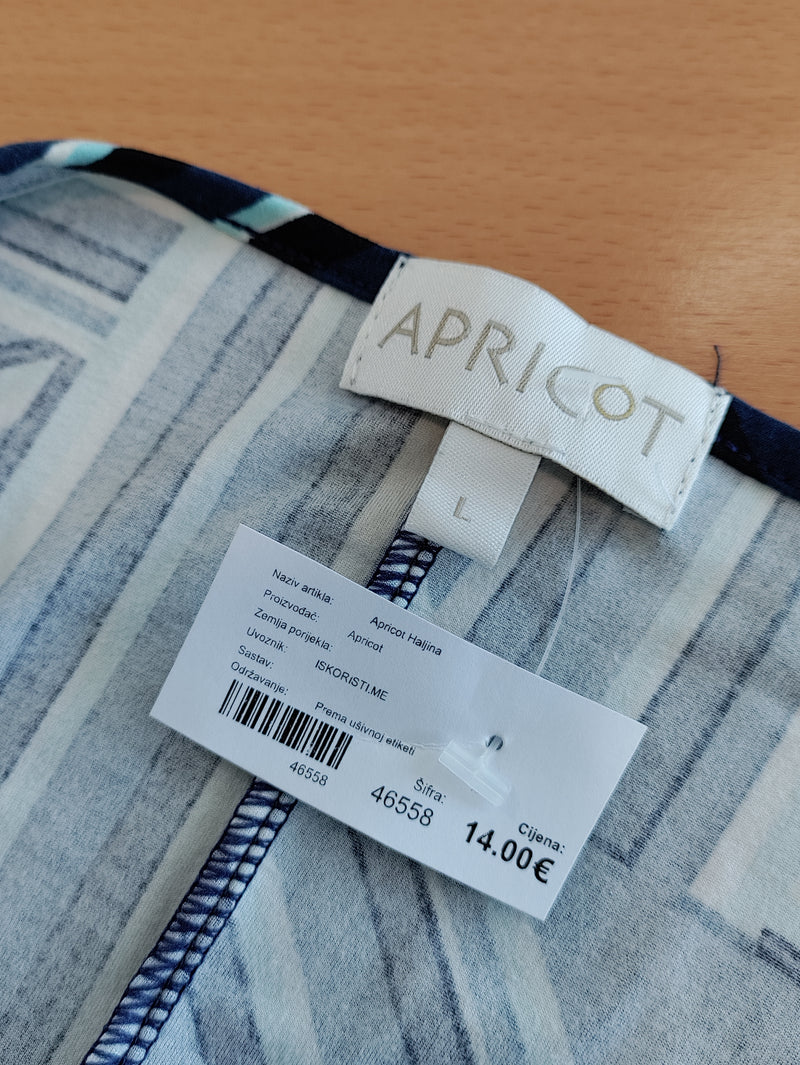 APRICOT
L
Naziv artikla: Apricot Haljina
Proizvođač: Apricot
Zemlja porijekla:
Uvoznik: ISKORISTI.ME
Sastav:
Održavanje: Prema ušivnoj etiketi
46558
Šifra:
46558
Cijena:
14.00€